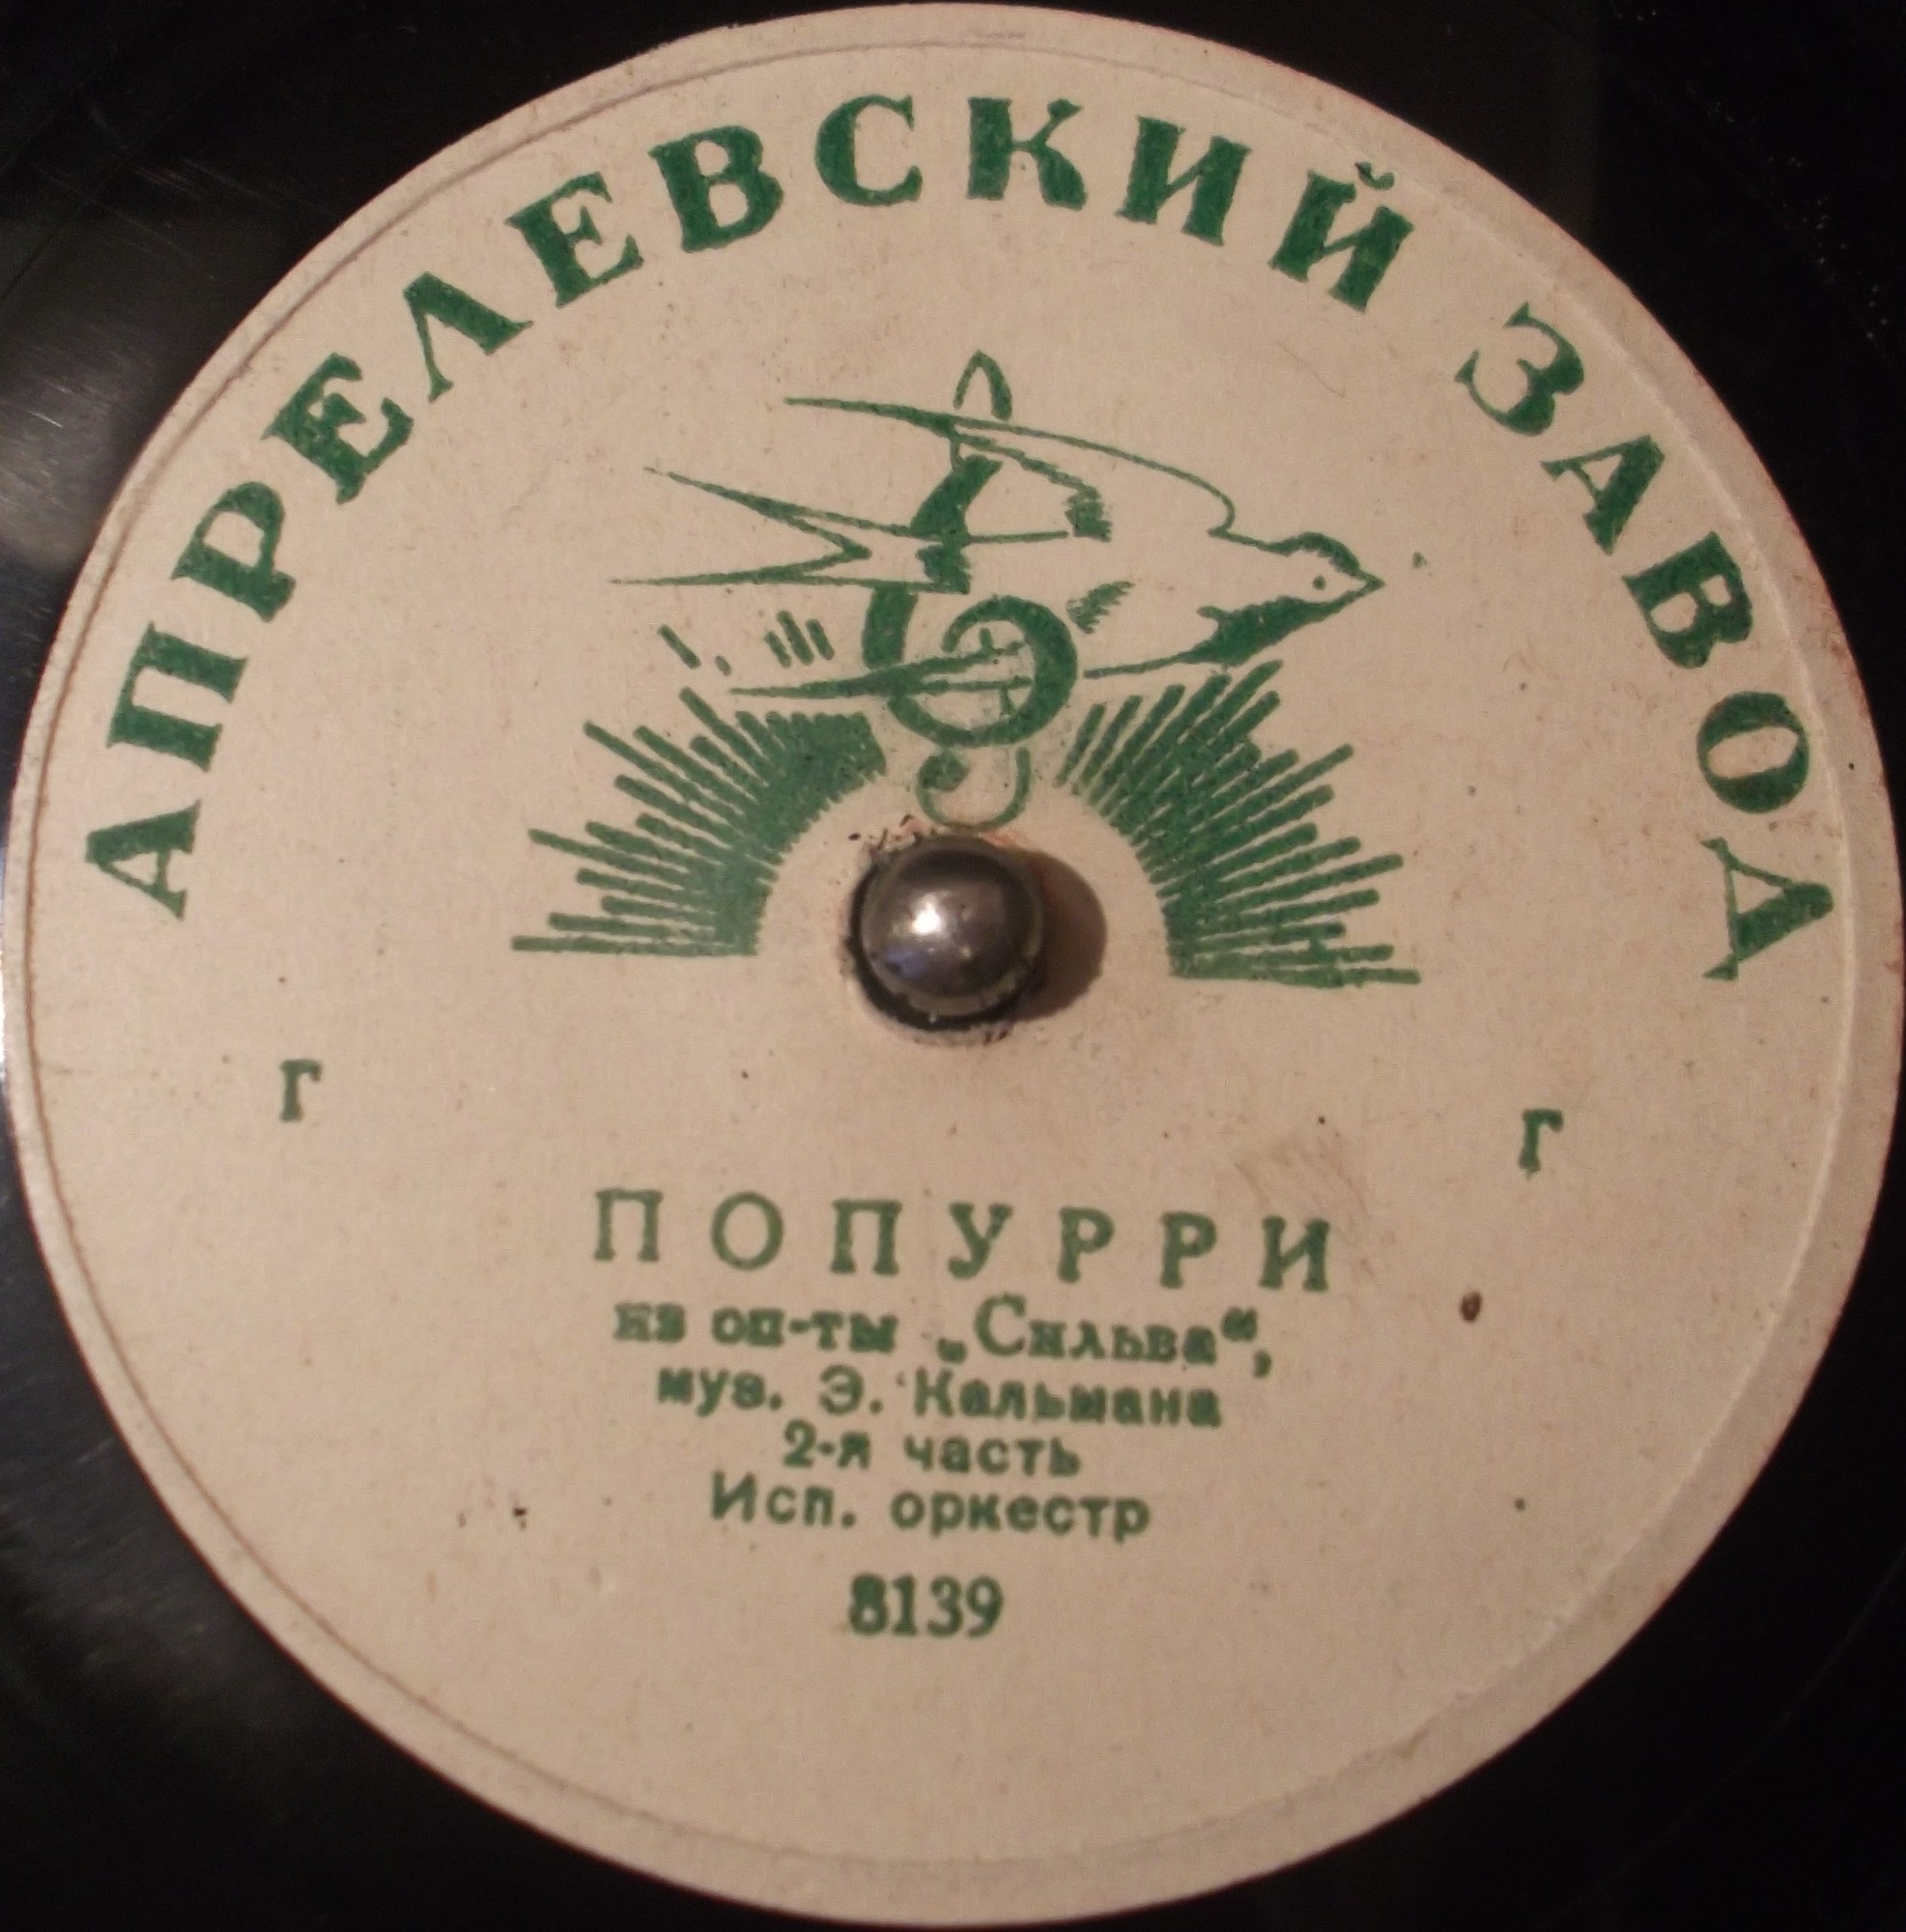 АПРЕЛЕВСКИЙ ЗАВОД
г г
ПОПУРРИ
из оп-ты „Сильва“,
муз. Э. Кальмана
2-я часть
Исп. оркестр
8139